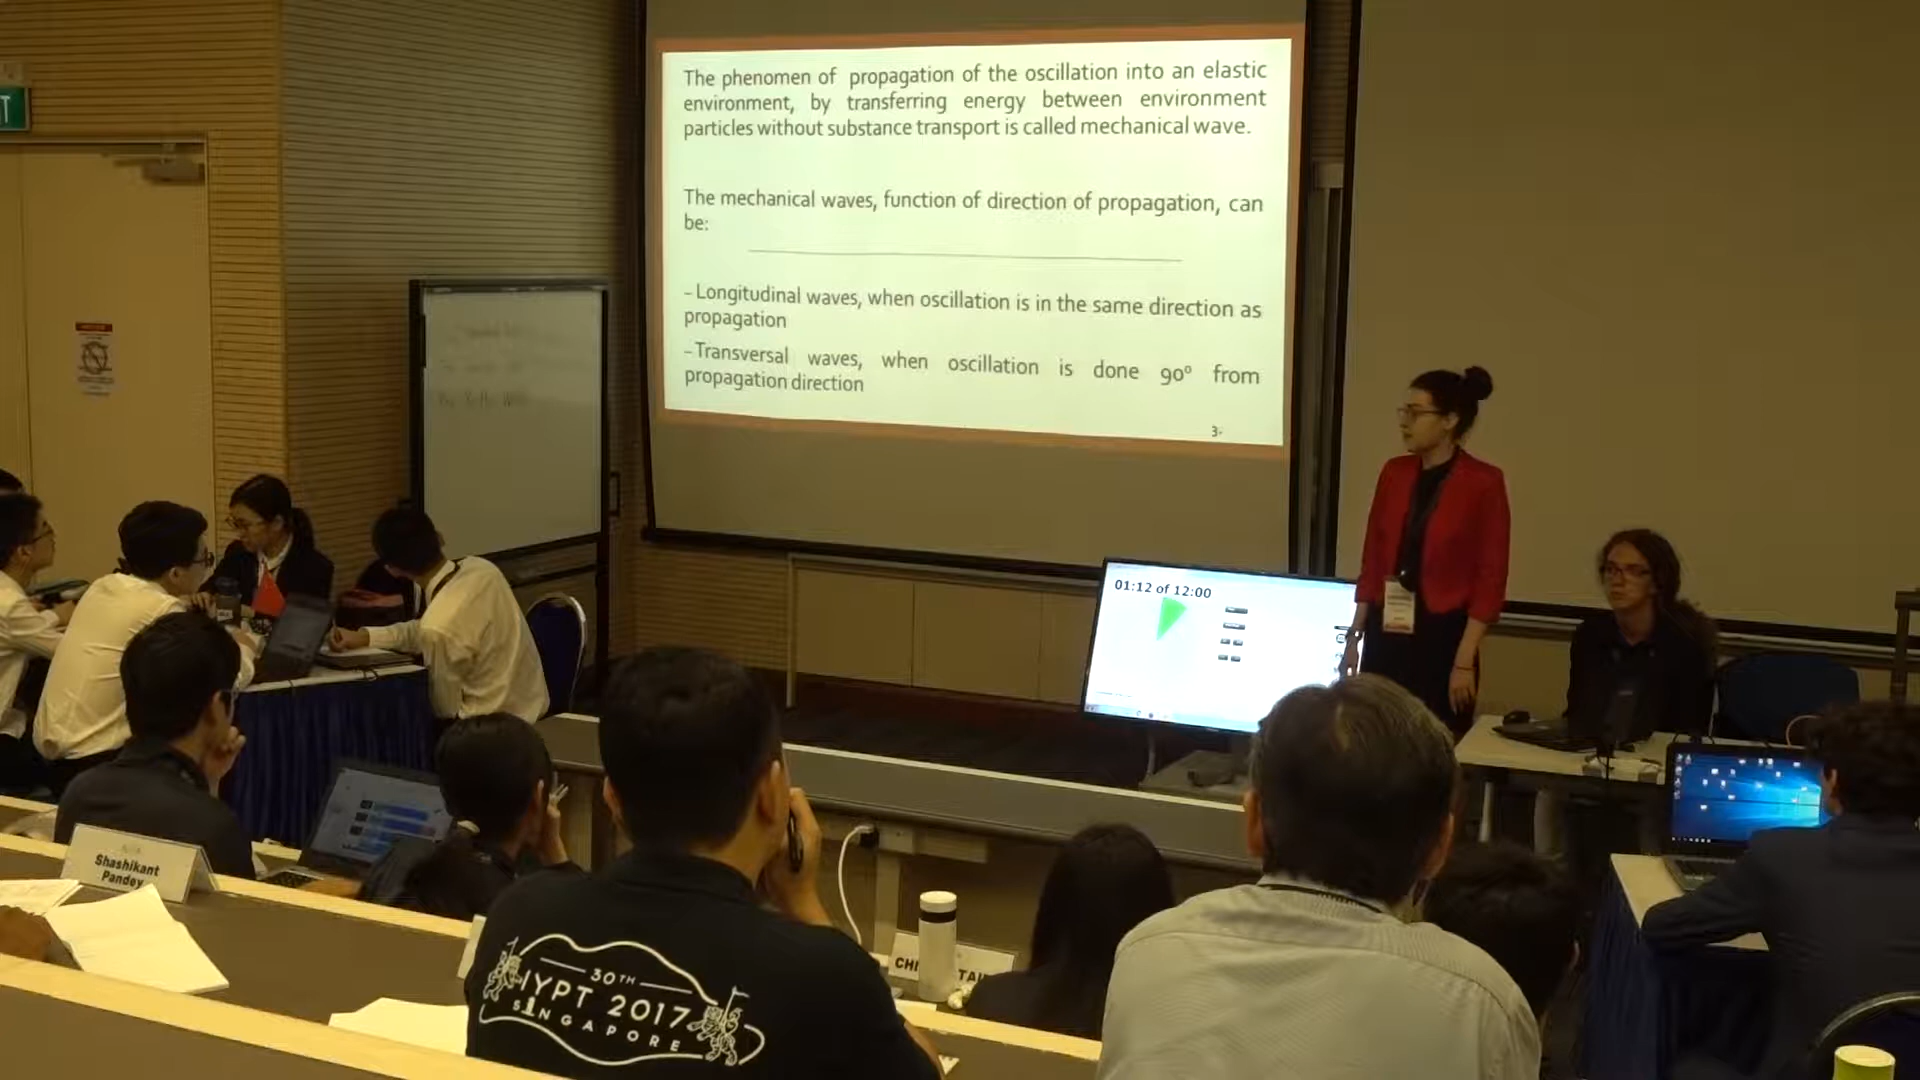 The phenomen of propagation of the oscillation into an elastic
environment, by transferring energy between environment
particles without substance transport is called mechanical wave.
The mechanical waves, function of direction of propagation, can
be:
- Longitudinal waves, when oscillation is in the same direction as
propagation
- Transversal waves, when oscillation is done 90º from
propagation direction
3
01:12 of 12:00
Shashikant
Pandey
CHI
TAI
30TH
IYPT 2017
SINGAPORE